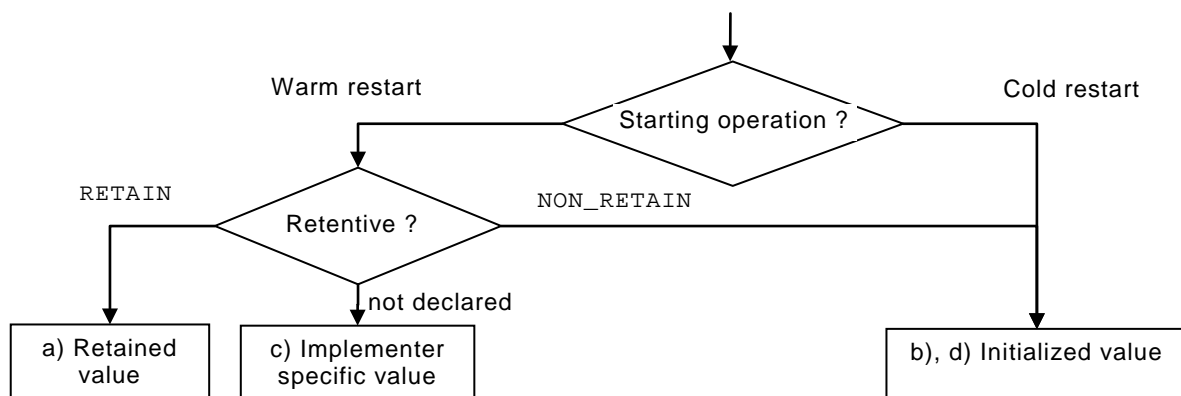 Warm restart
Cold restart
Starting operation ?
RETAIN
NON_RETAIN
Retentive ?
not declared
a) Retained
value
c) Implementer
specific value
b), d) Initialized value